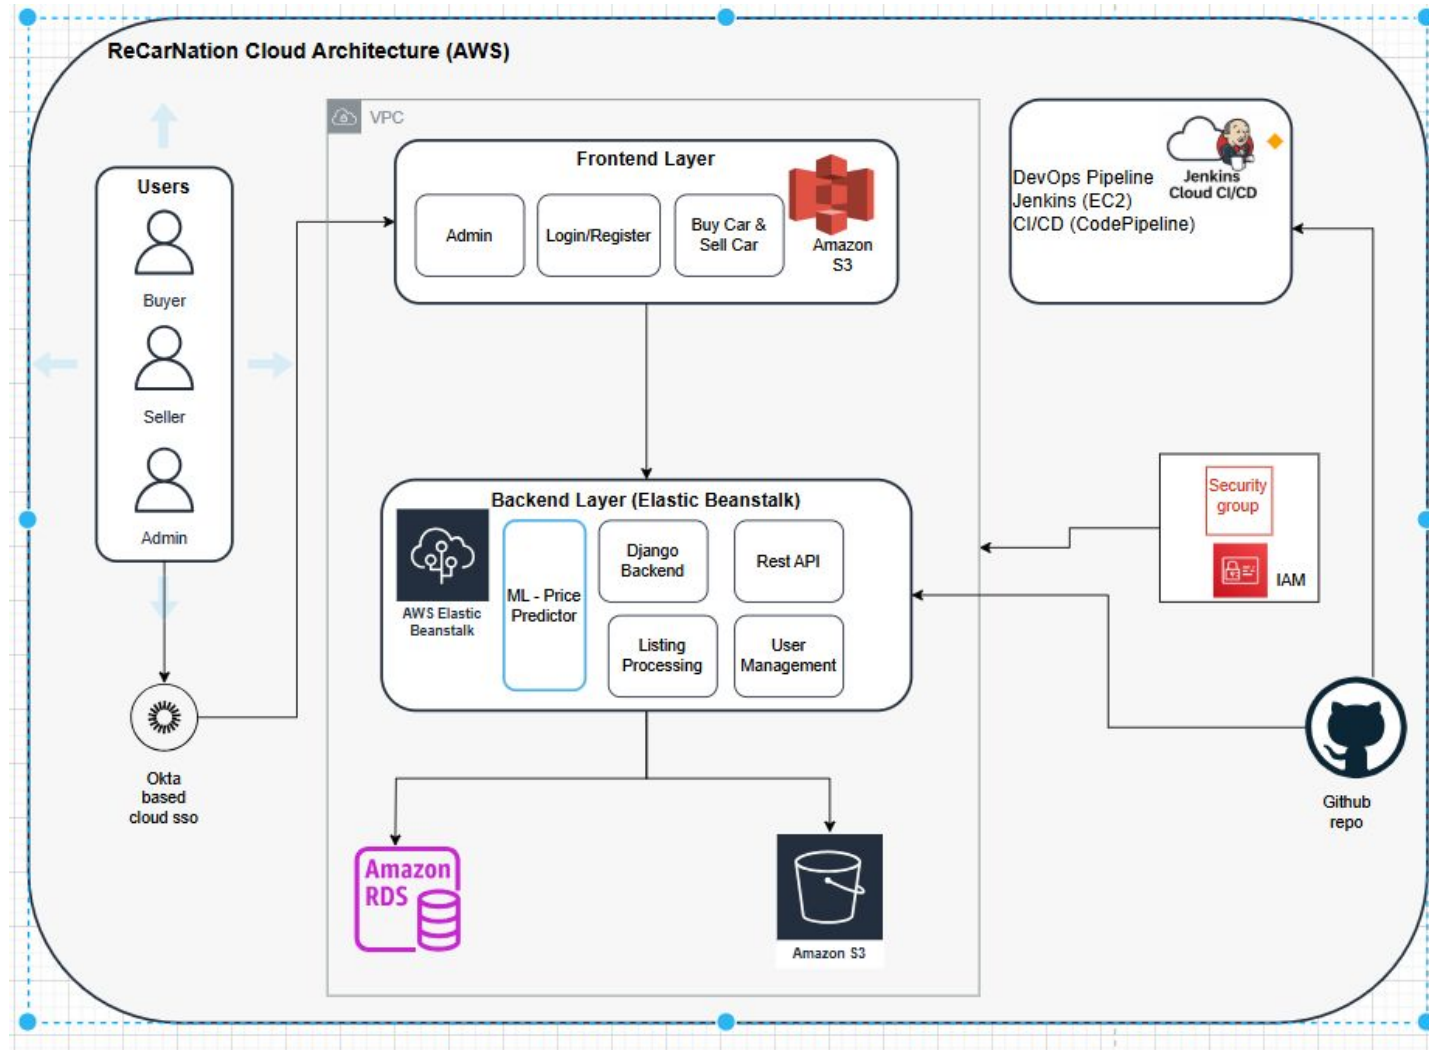 ReCarNation Cloud Architecture (AWS)
VPC
Users
Buyer
Seller
Admin
Okta
based
cloud sso
Frontend Layer
Admin
Login/Register
Buy Car &
Sell Car
Amazon
S3
Backend Layer (Elastic Beanstalk)
AWS Elastic
Beanstalk
ML - Price
Predictor
Django
Backend
Rest API
Listing
Processing
User
Management
Amazon
RDS
Amazon S3
Jenkins
Cloud CI/CD
DevOps Pipeline
Jenkins (EC2)
CI/CD (CodePipeline)
Security
group
IAM
Github
repo